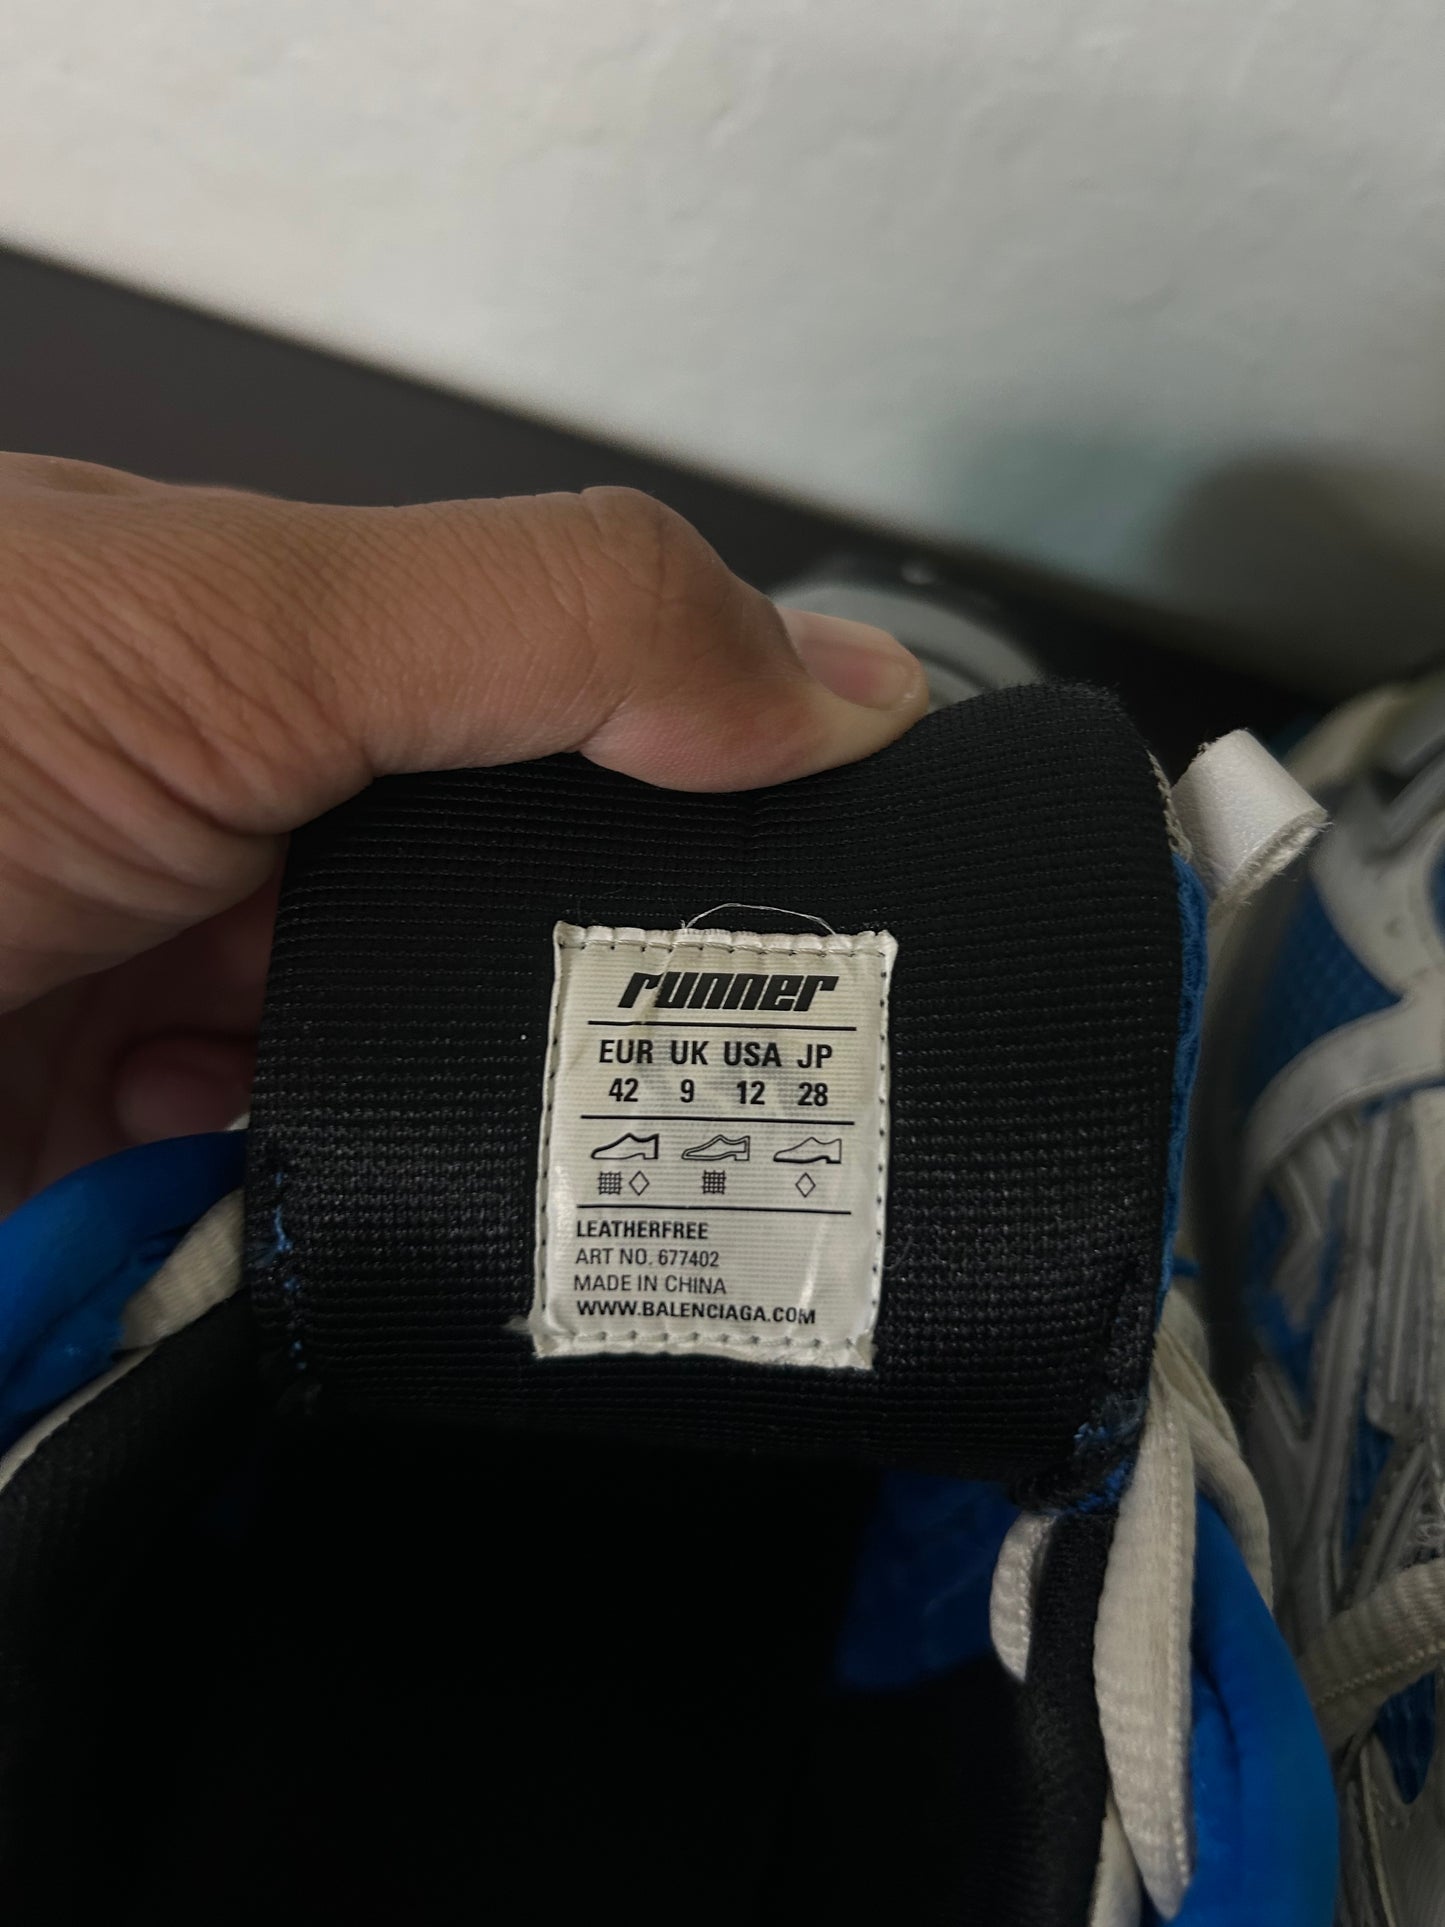 runner
EUR UK USA JP
42 9 12 28
LEATHERFREE
ART NO. 677402
MADE IN CHINA
WWW.BALENCIAGA.COM